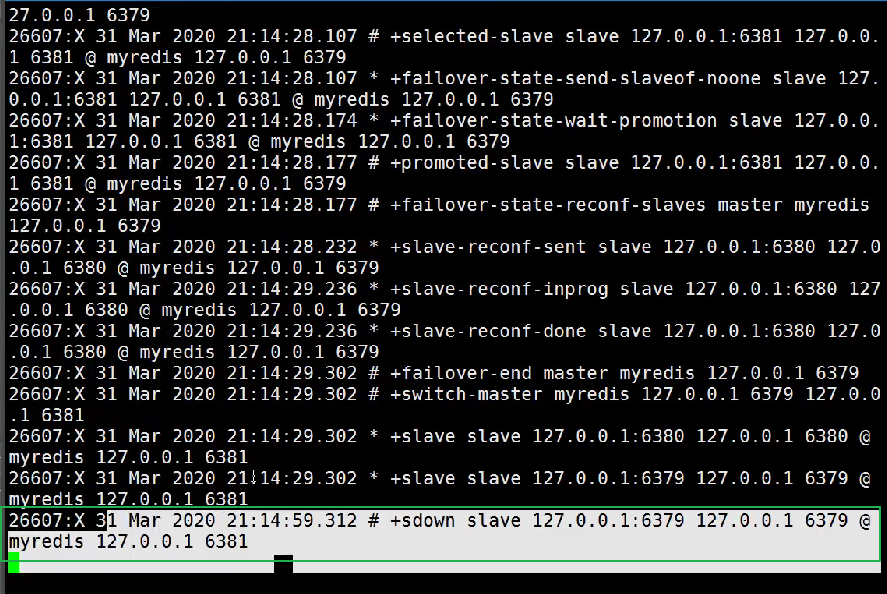 27.0.0.1 6379
26607:X 31 Mar 2020 21:14:28.107 # +selected-slave slave 127.0.0.1:6381 127.0.0.
1 6381 @ myredis 127.0.0.1 6379
26607:X 31 Mar 2020 21:14:28.107 * +failover-state-send-slaveof-noone slave 127.
0.0.1:6381 127.0.0.1 6381 @ myredis 127.0.0.1 6379
26607:X 31 Mar 2020 21:14:28.174 * +failover-state-wait-promotion slave 127.0.0.
1:6381 127.0.0.1 6381 @ myredis 127.0.0.1 6379
26607:X 31 Mar 2020 21:14:28.177 # +promoted-slave slave 127.0.0.1:6381 127.0.0.
1 6381 @ myredis 127.0.0.1 6379
26607:X 31 Mar 2020 21:14:28.177 # +failover-state-reconf-slaves master myredis
127.0.0.1 6379
26607:X 31 Mar 2020 21:14:28.232 * +slave-reconf-sent slave 127.0.0.1:6380 127.0
.0.1 6380 @ myredis 127.0.0.1 6379
26607:X 31 Mar 2020 21:14:29.236 * +slave-reconf-inprog slave 127.0.0.1:6380 127
.0.0.1 6380 @ myredis 127.0.0.1 6379
26607:X 31 Mar 2020 21:14:29.236 * +slave-reconf-done slave 127.0.0.1:6380 127.0
.0.1 6380 @ myredis 127.0.0.1 6379
26607:X 31 Mar 2020 21:14:29.302 # +failover-end master myredis 127.0.0.1 6379
26607:X 31 Mar 2020 21:14:29.302 # +switch-master myredis 127.0.0.1 6379 127.0.0
.1 6381
26607:X 31 Mar 2020 21:14:29.302 * +slave slave 127.0.0.1:6380 127.0.0.1 6380 @
myredis 127.0.0.1 6381
26607:X 31 Mar 2020 21:14:29.302 * +slave slave 127.0.0.1:6379 127.0.0.1 6379 @
myredis 127.0.0.1 6381
26607:X 31 Mar 2020 21:14:59.312 # +sdown slave 127.0.0.1:6379 127.0.0.1 6379 @
myredis 127.0.0.1 6381